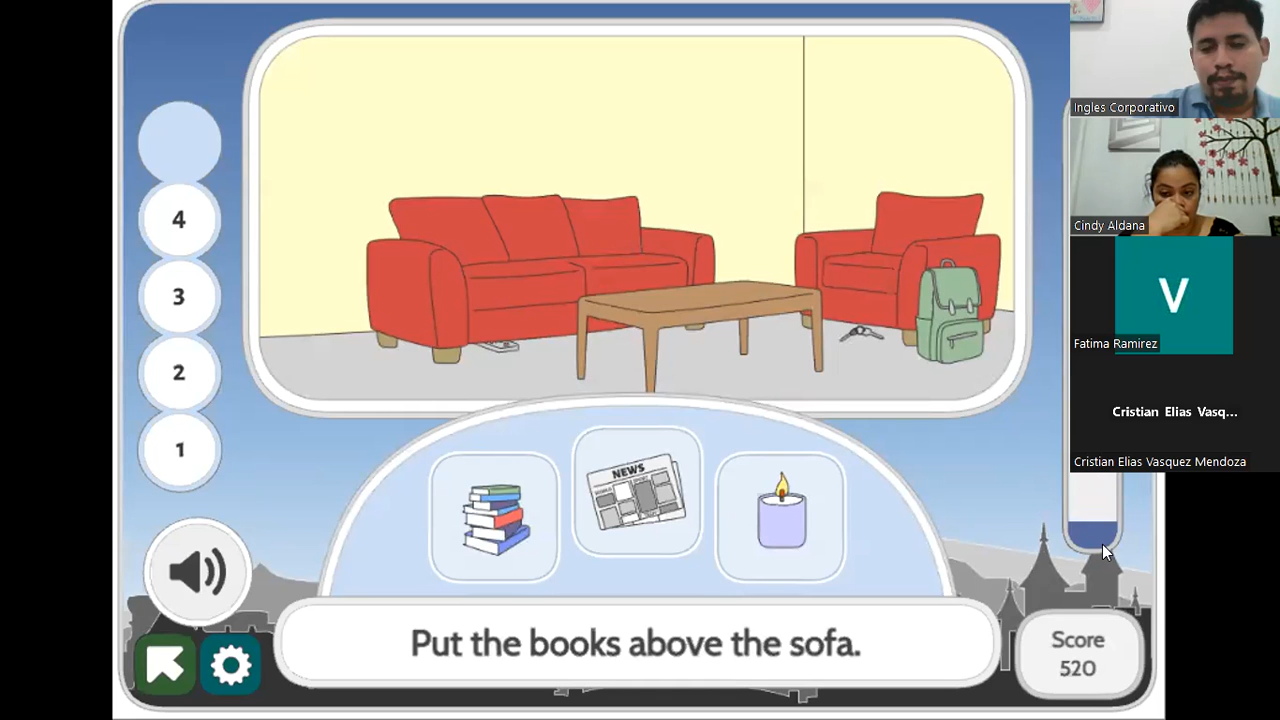 4
3
2
1
NEWS
Put the books above the sofa.
Score
520
Ingles Corporativo
Cindy Aldana
V
Fatima Ramirez
Cristian Elias Vasq...
Cristian Elias Vasquez Mendoza